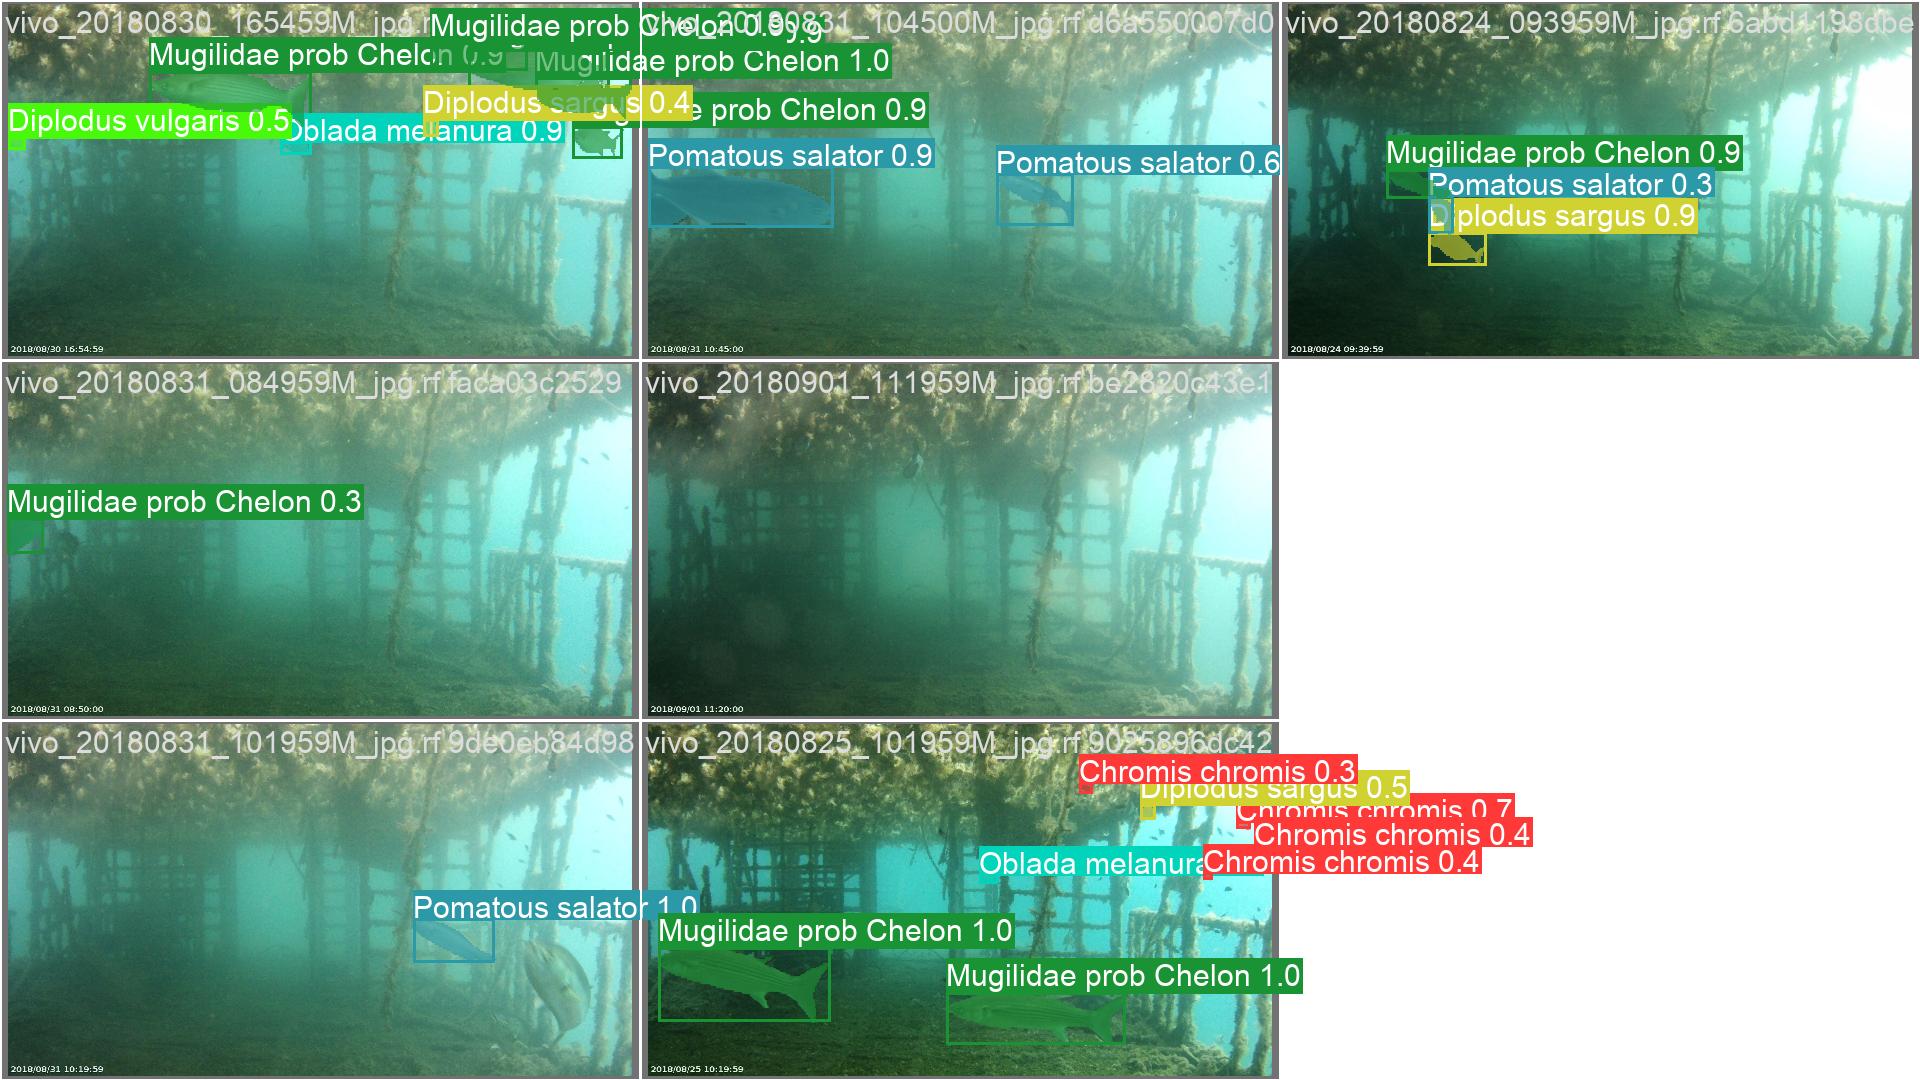 vivo_20180830_165459M_jpg.rf.
Mugilidae prob Chelon 0.9
vivo_20180831_104500M_jpg.rf.d6a550007d0
Mugilidae prob Chelon 0.9
Mugilidae prob Chelon 1.0
Diplodus sargus 0.4
e prob Chelon 0.9
Diplodus vulgaris 0.5
Oblada melanura 0.9
Pomatous salator 0.9
Pomatous salator 0.6
2018/08/30 16:54:59
2018/08/31 10:45:00
vivo_20180824_093959M_jpg.rf.6abd1198dbe
Mugilidae prob Chelon 0.9
Pomatous salator 0.3
Diplodus sargus 0.9
2018/08/24 09:39:59
vivo_20180831_084959M_jpg.rf.faca03c2529
Mugilidae prob Chelon 0.3
2018/08/31 08:50:00
vivo_20180901_111959M_jpg.rf.be2820c43e1
2018/09/01 11:20:00
vivo_20180831_101959M_jpg.rf.9de0eb84d98
Pomatous salator 1.0
2018/08/31 10:19:59
vivo_20180825_101959M_jpg.rf.9025896dc42
Chromis chromis 0.3
Diplodus sargus 0.5
Chromis chromis 0.7
Chromis chromis 0.4
Oblada melanura
Chromis chromis 0.4
Mugilidae prob Chelon 1.0
Mugilidae prob Chelon 1.0
2018/08/25 10:19:59